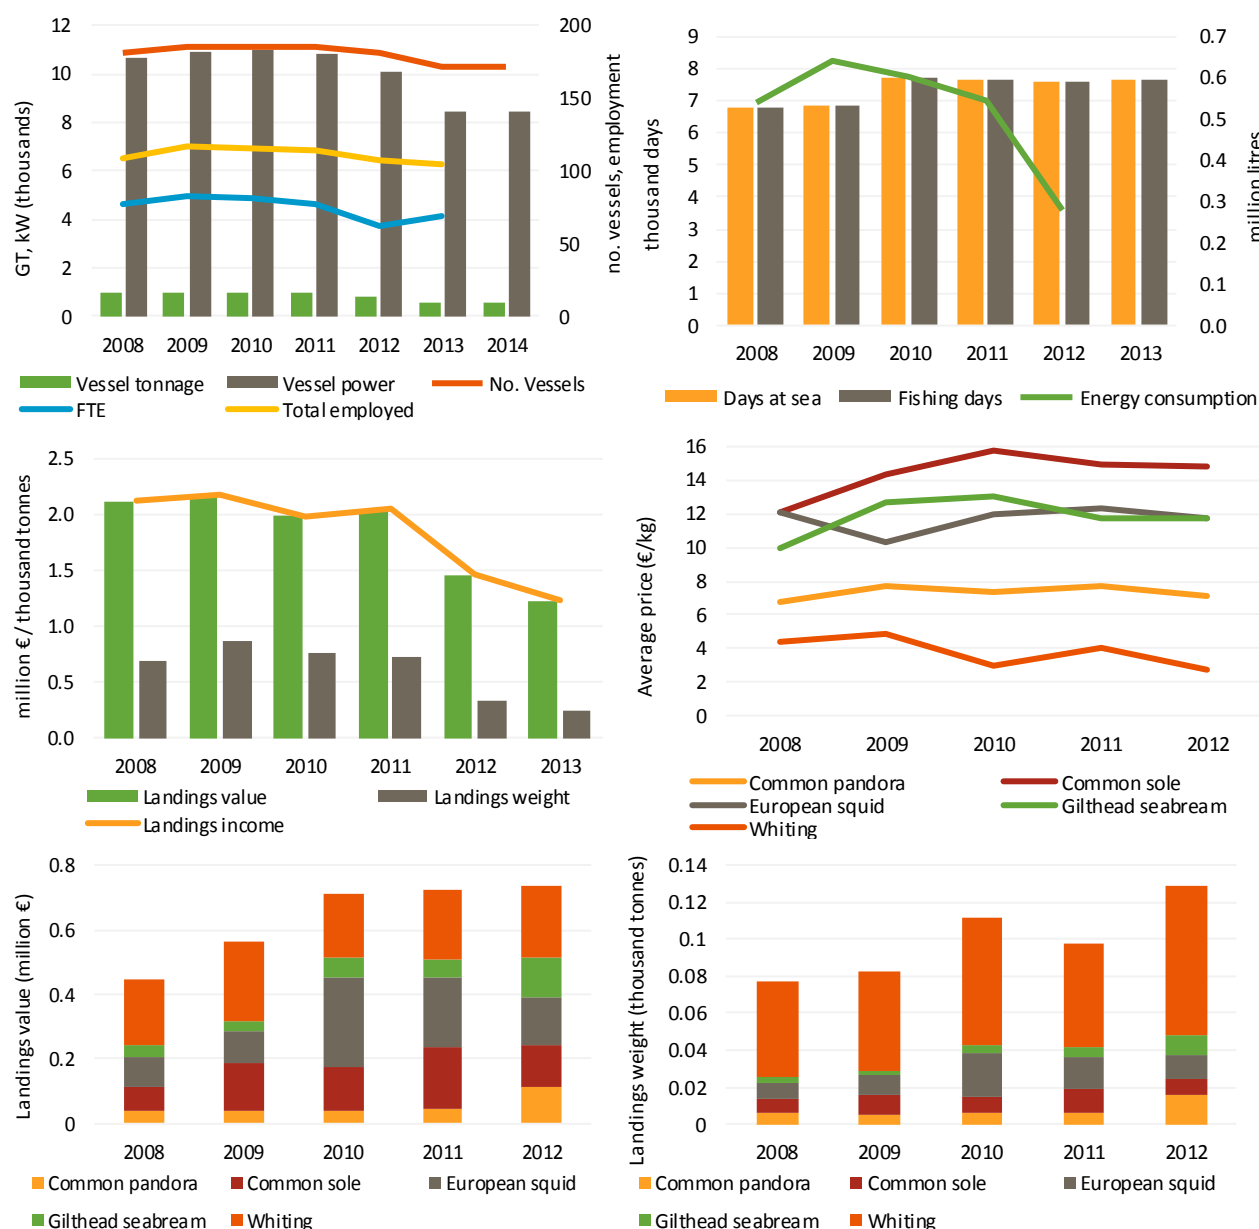 12
10
8
6
4
2
0
GT, kW (thousands)
200
150
100
50
0
no. vessels, employment
2008 2009 2010 2011 2012 2013 2014
Vessel tonnage Vessel power No. Vessels
FTE Total employed
9
8
7
6
5
4
3
2
1
0
thousand days
0.7
0.6
0.5
0.4
0.3
0.2
0.1
0.0
million litres
2008 2009 2010 2011 2012 2013
Days at sea Fishing days Energy consumption
2.5
2.0
1.5
1.0
0.5
0.0
million € / thousand tonnes
2008 2009 2010 2011 2012 2013
Landings value Landings weight
Landings income
16
14
12
10
8
6
4
2
0
Average price (€/kg)
2008 2009 2010 2011 2012
Common pandora Common sole
European squid Gilthead seabream
Whiting
0.8
0.6
0.4
0.2
0
Landings value (million €)
2008 2009 2010 2011 2012
Common pandora Common sole European squid
Gilthead seabream Whiting
0.14
0.12
0.1
0.08
0.06
0.04
0.02
0
Landings weight (thousand tonnes)
2008 2009 2010 2011 2012
Common pandora Common sole European squid
Gilthead seabream Whiting